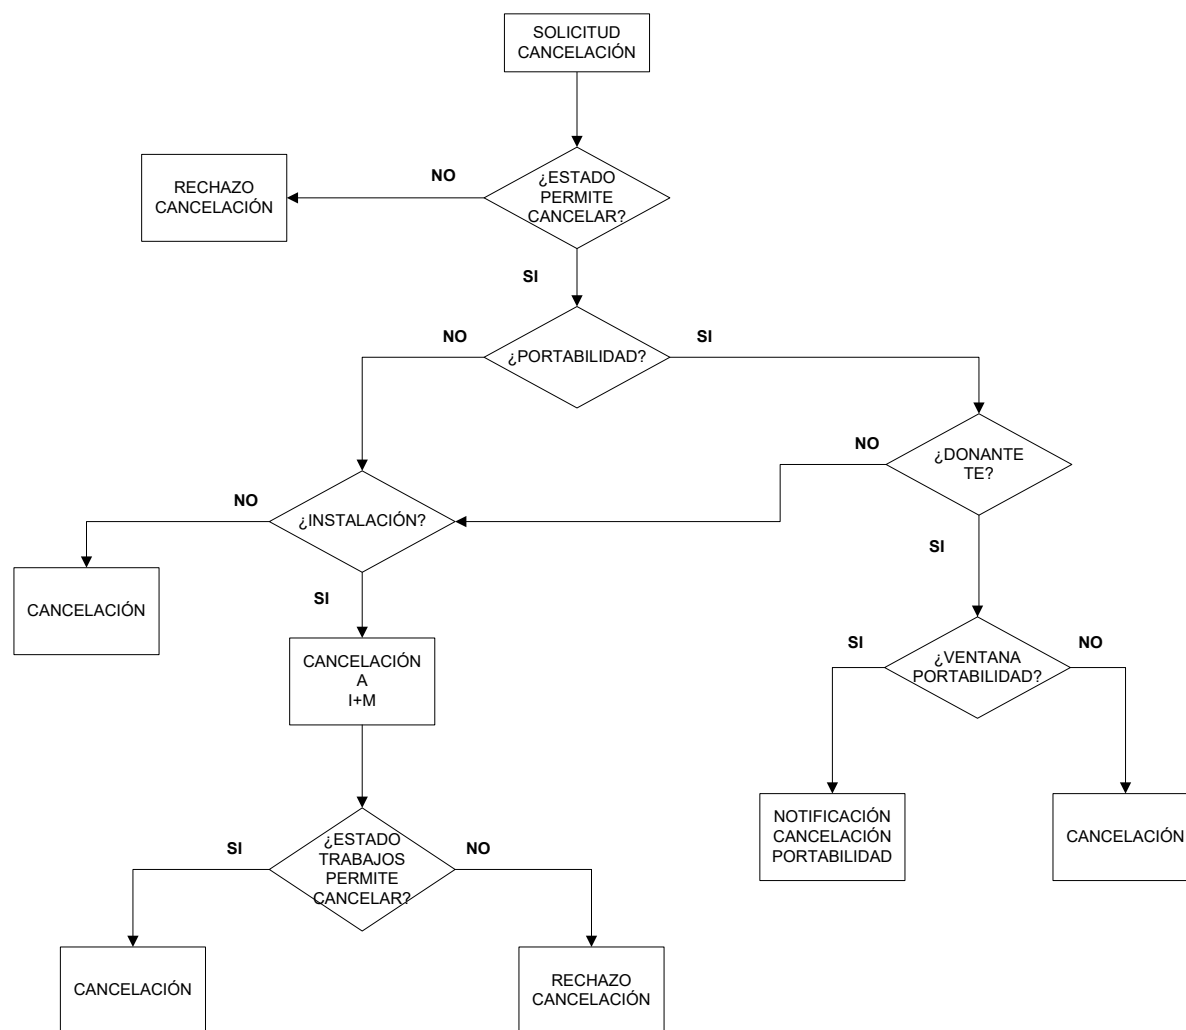 SOLICITUD
CANCELACIÓN
NO
¿ESTADO
PERMITE
CANCELAR?
RECHAZO
CANCELACIÓN
SI
NO
SI
¿PORTABILIDAD?
NO
¿DONANTE
TE?
NO
¿INSTALACIÓN?
SI
SI
CANCELACIÓN
CANCELACIÓN
A
I+M
SI
¿VENTANA
PORTABILIDAD?
NO
NOTIFICACIÓN
CANCELACIÓN
PORTABILIDAD
CANCELACIÓN
SI
¿ESTADO
TRABAJOS
PERMITE
CANCELAR?
NO
CANCELACIÓN
RECHAZO
CANCELACIÓN